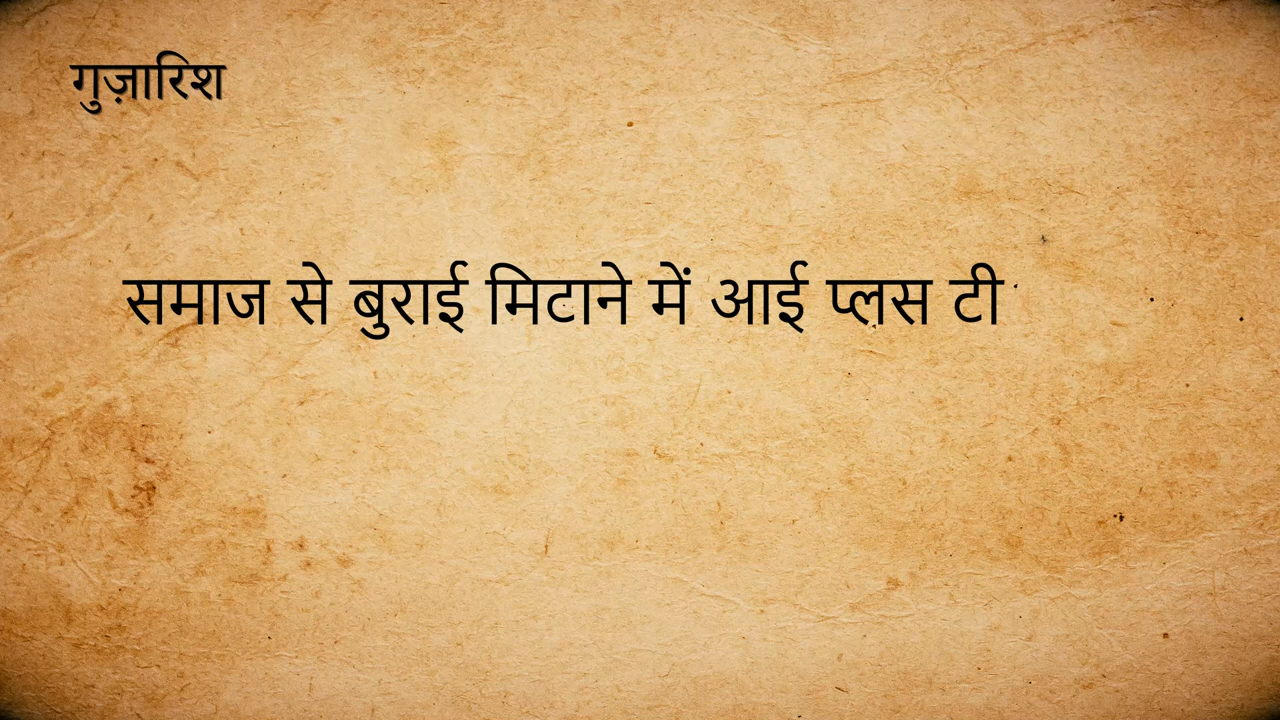 गुज़ारिश
समाज से बुराई मिटाने में आई प्लस टी